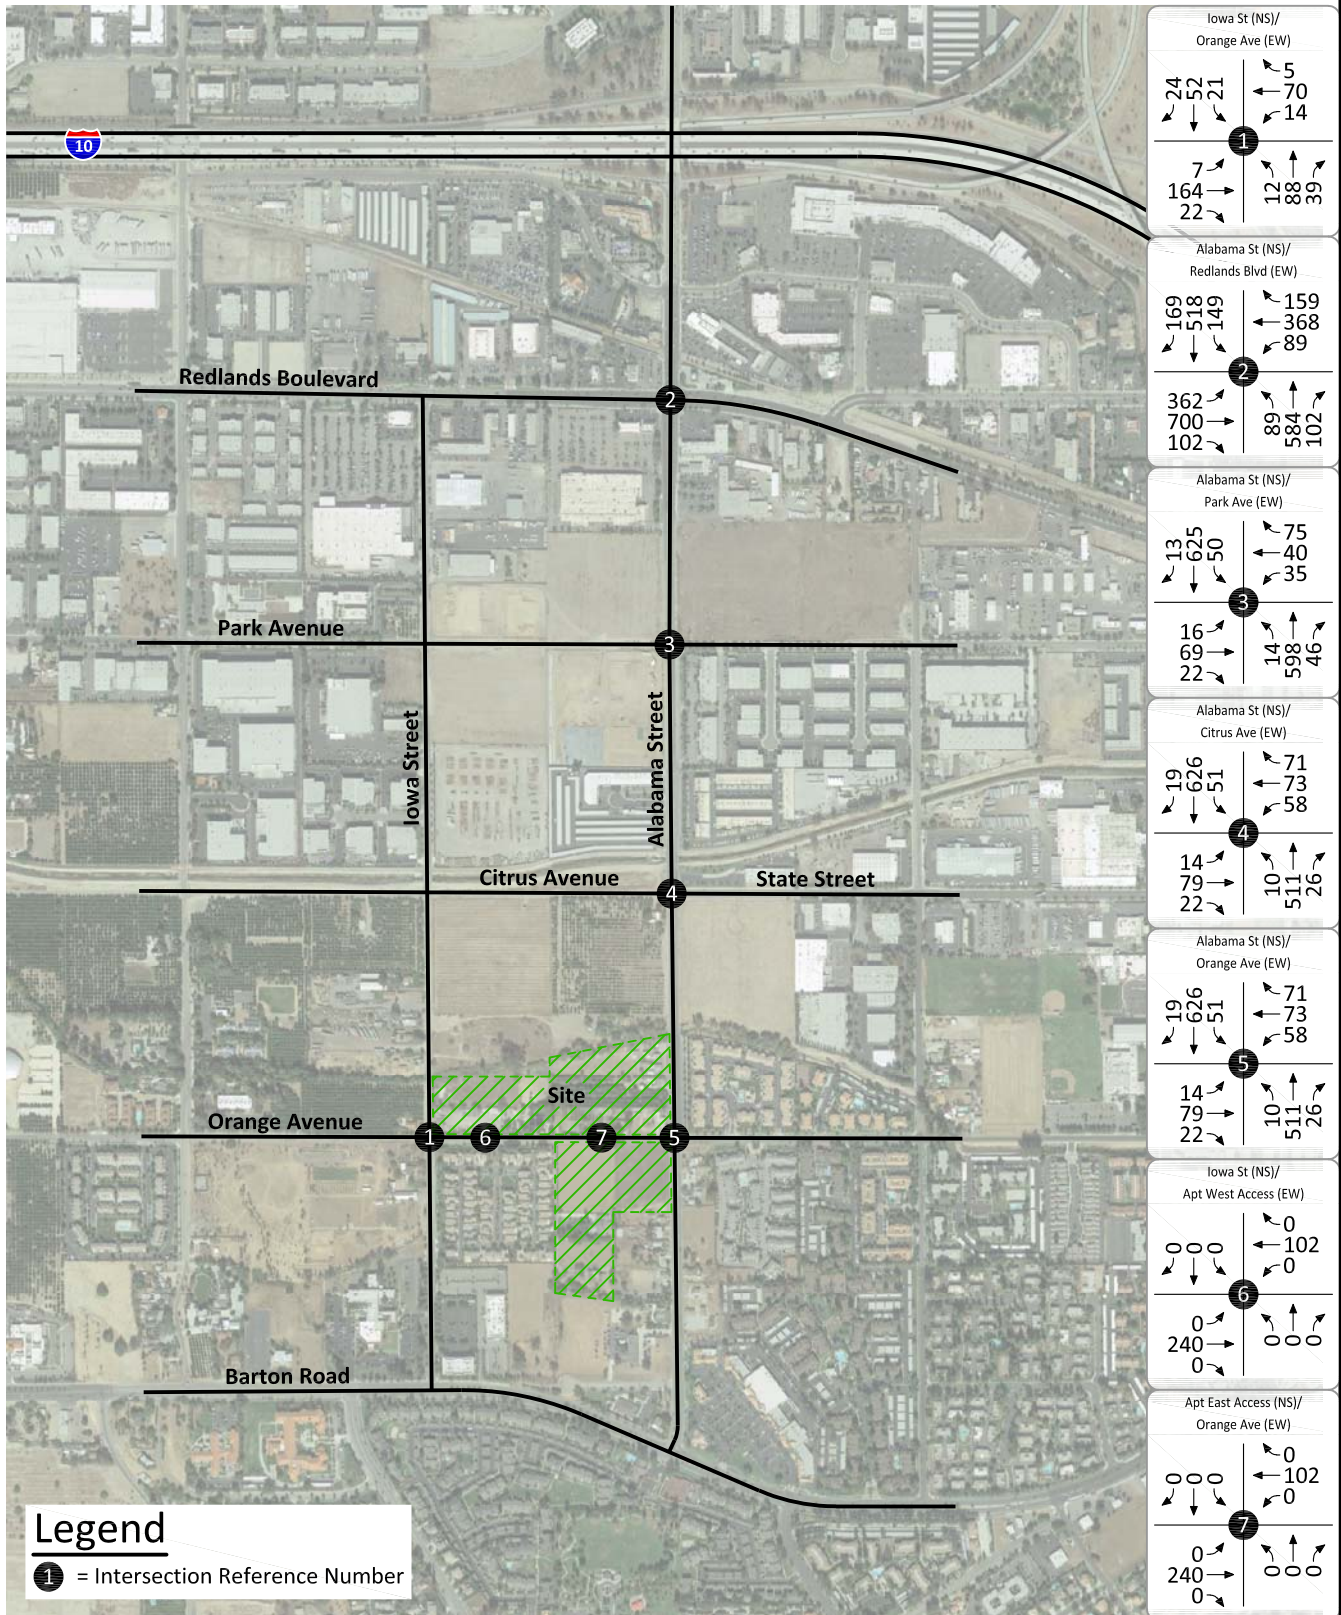 10
Redlands Boulevard
2
Park Avenue
3
Iowa Street
Alabama Street
Citrus Avenue
State Street
4
Site
Orange Avenue
1
6
7
5
Barton Road
Legend
1 = Intersection Reference Number
Iowa St (NS)/
Orange Ave (EW)
24 52 21
5
70
14
1
7
164
22
12 88 39
Alabama St (NS)/
Redlands Blvd (EW)
169 518 149
159
368
89
2
362
700
102
89 584 102
Alabama St (NS)/
Park Ave (EW)
13 625 50
75
40
35
3
16
69
22
14 598 46
Alabama St (NS)/
Citrus Ave (EW)
19 626 51
71
73
58
4
14
79
22
10 511 26
Alabama St (NS)/
Orange Ave (EW)
19 626 51
71
73
58
5
14
79
22
10 511 26
Iowa St (NS)/
Apt West Access (EW)
0 0 0
0
102
0
6
0
240
0
0 0 0
Apt East Access (NS)/
Orange Ave (EW)
0 0 0
0
102
0
7
0
240
0
0 0 0